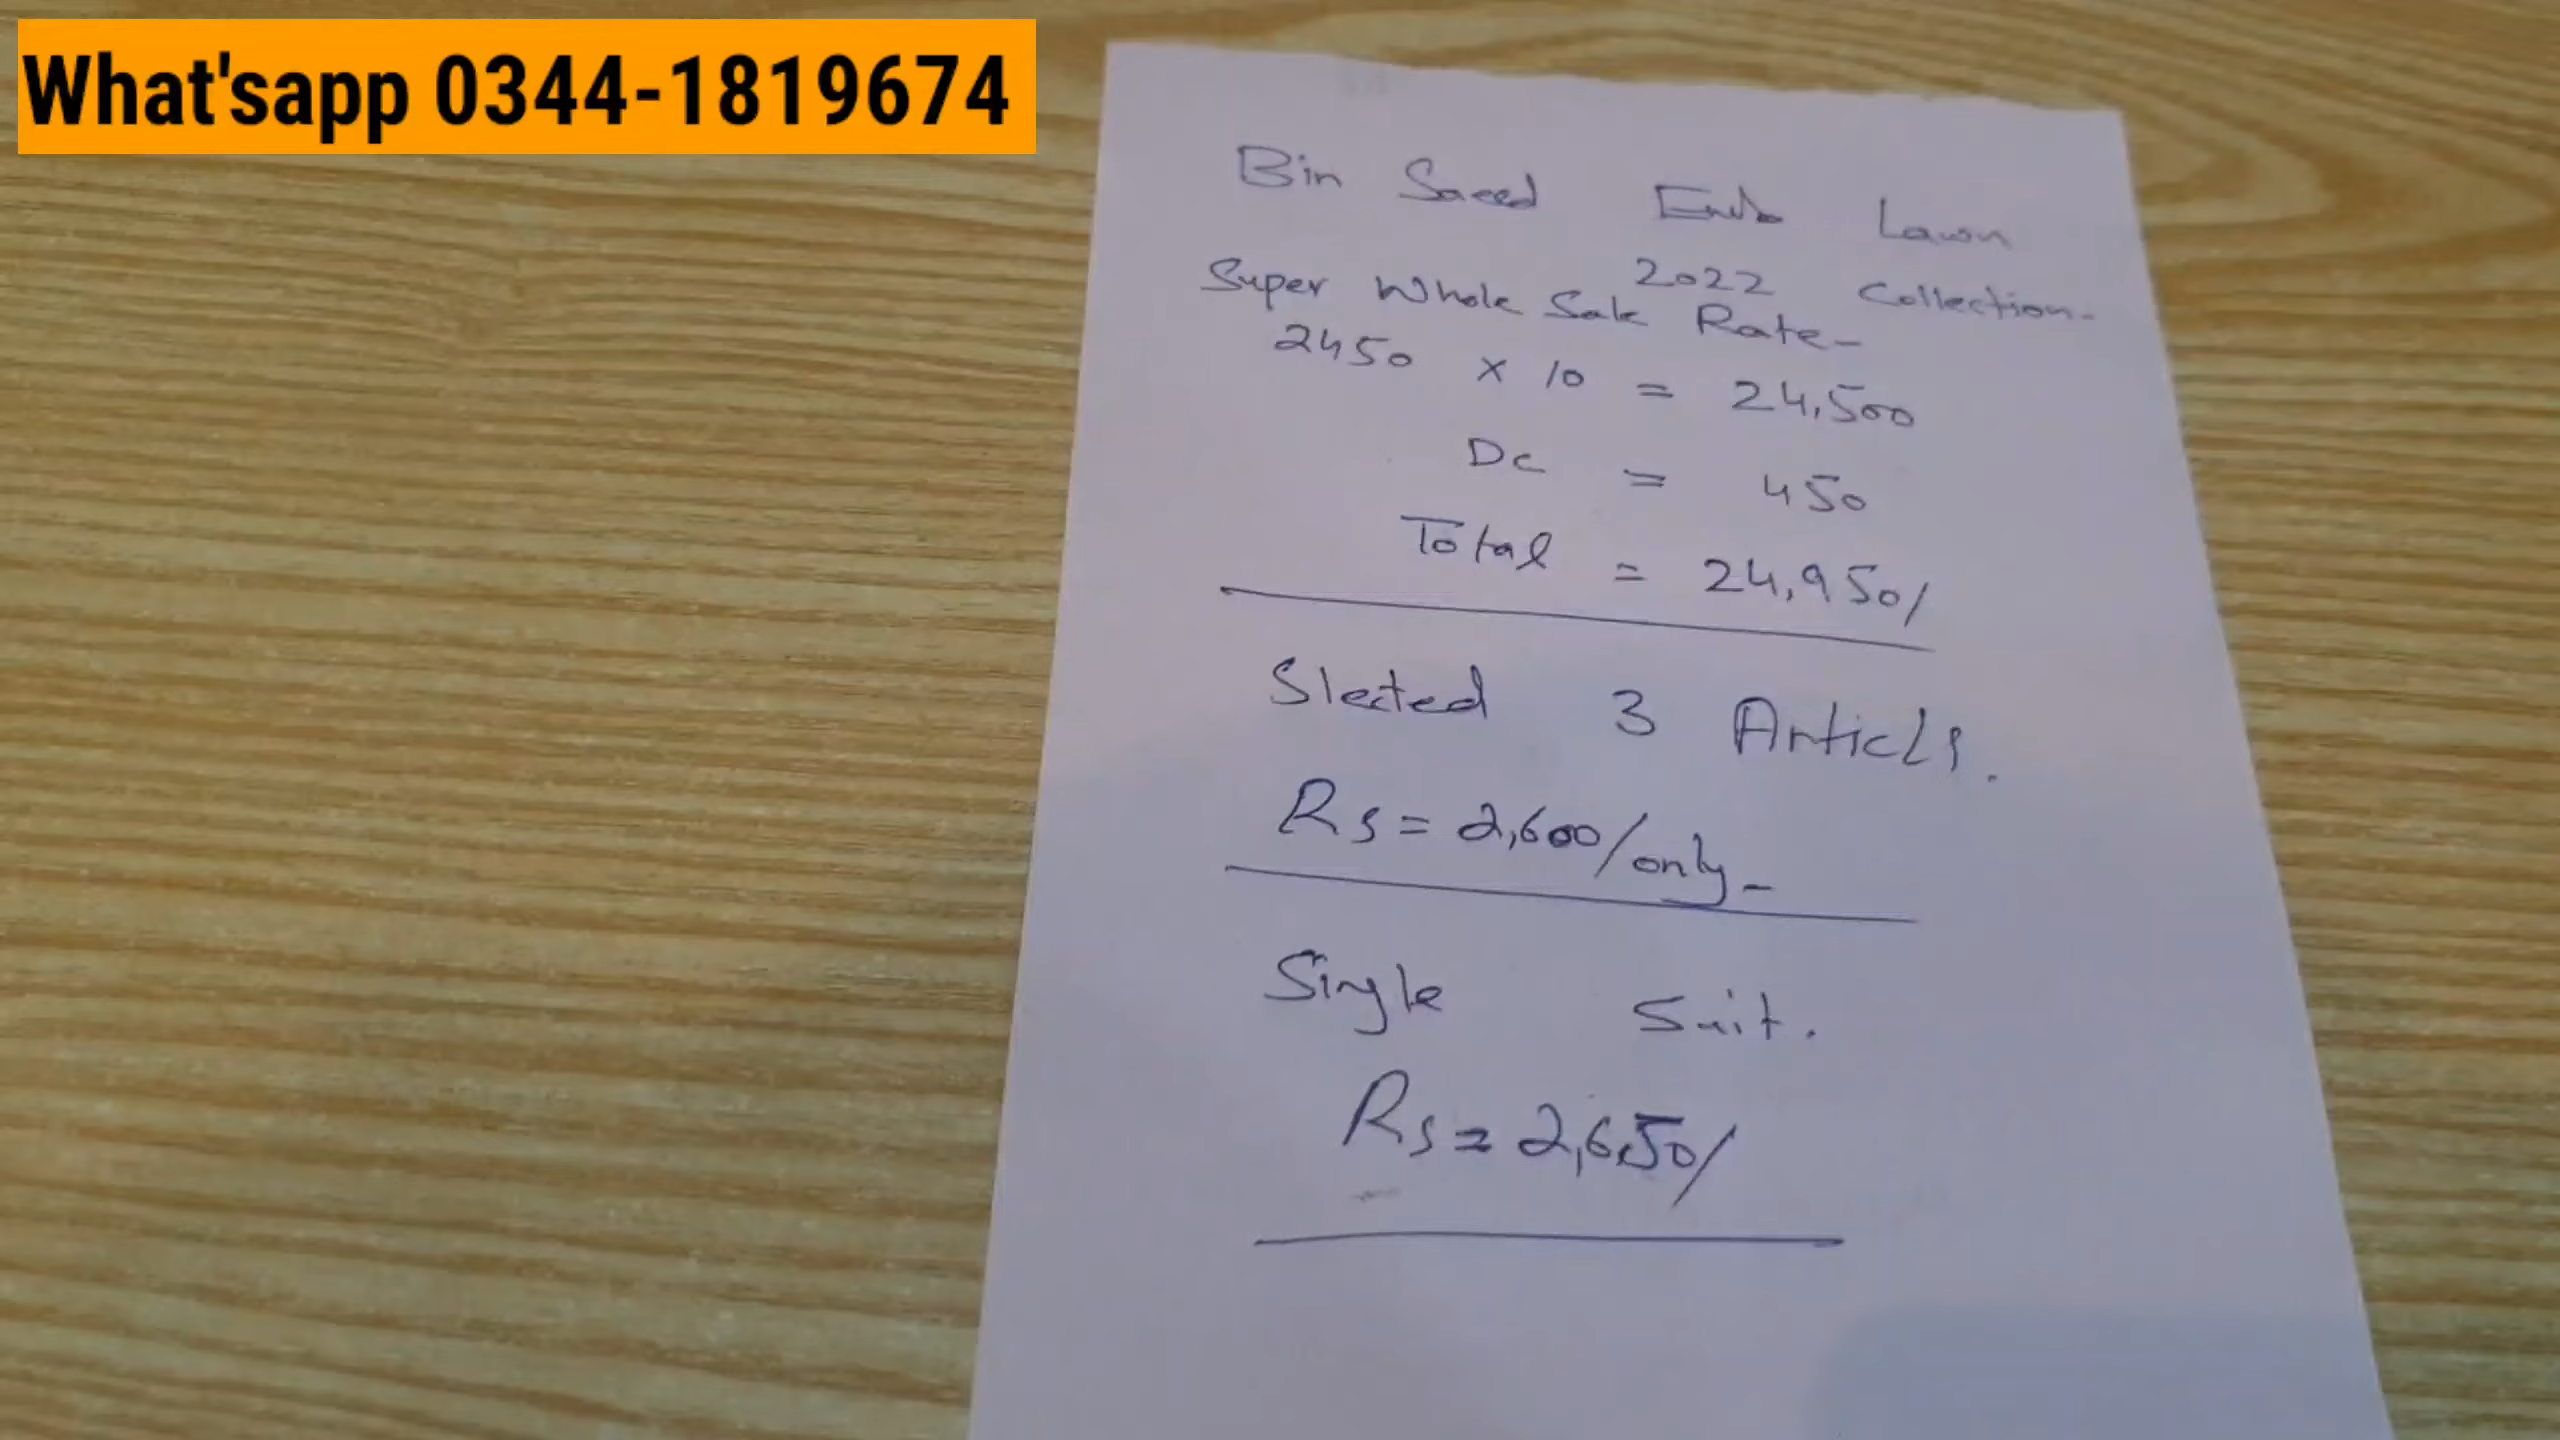 What'sapp 0344-1819674
Bin Saeed Emb Lawn
2022 Collection-
Super Whole Sale Rate-
2450 x 10 = 24,500
Dc = 450
Total = 24,950/
Slected 3 Articls.
Rs = 2,600/only-
Single Suit.
Rs = 2,650/